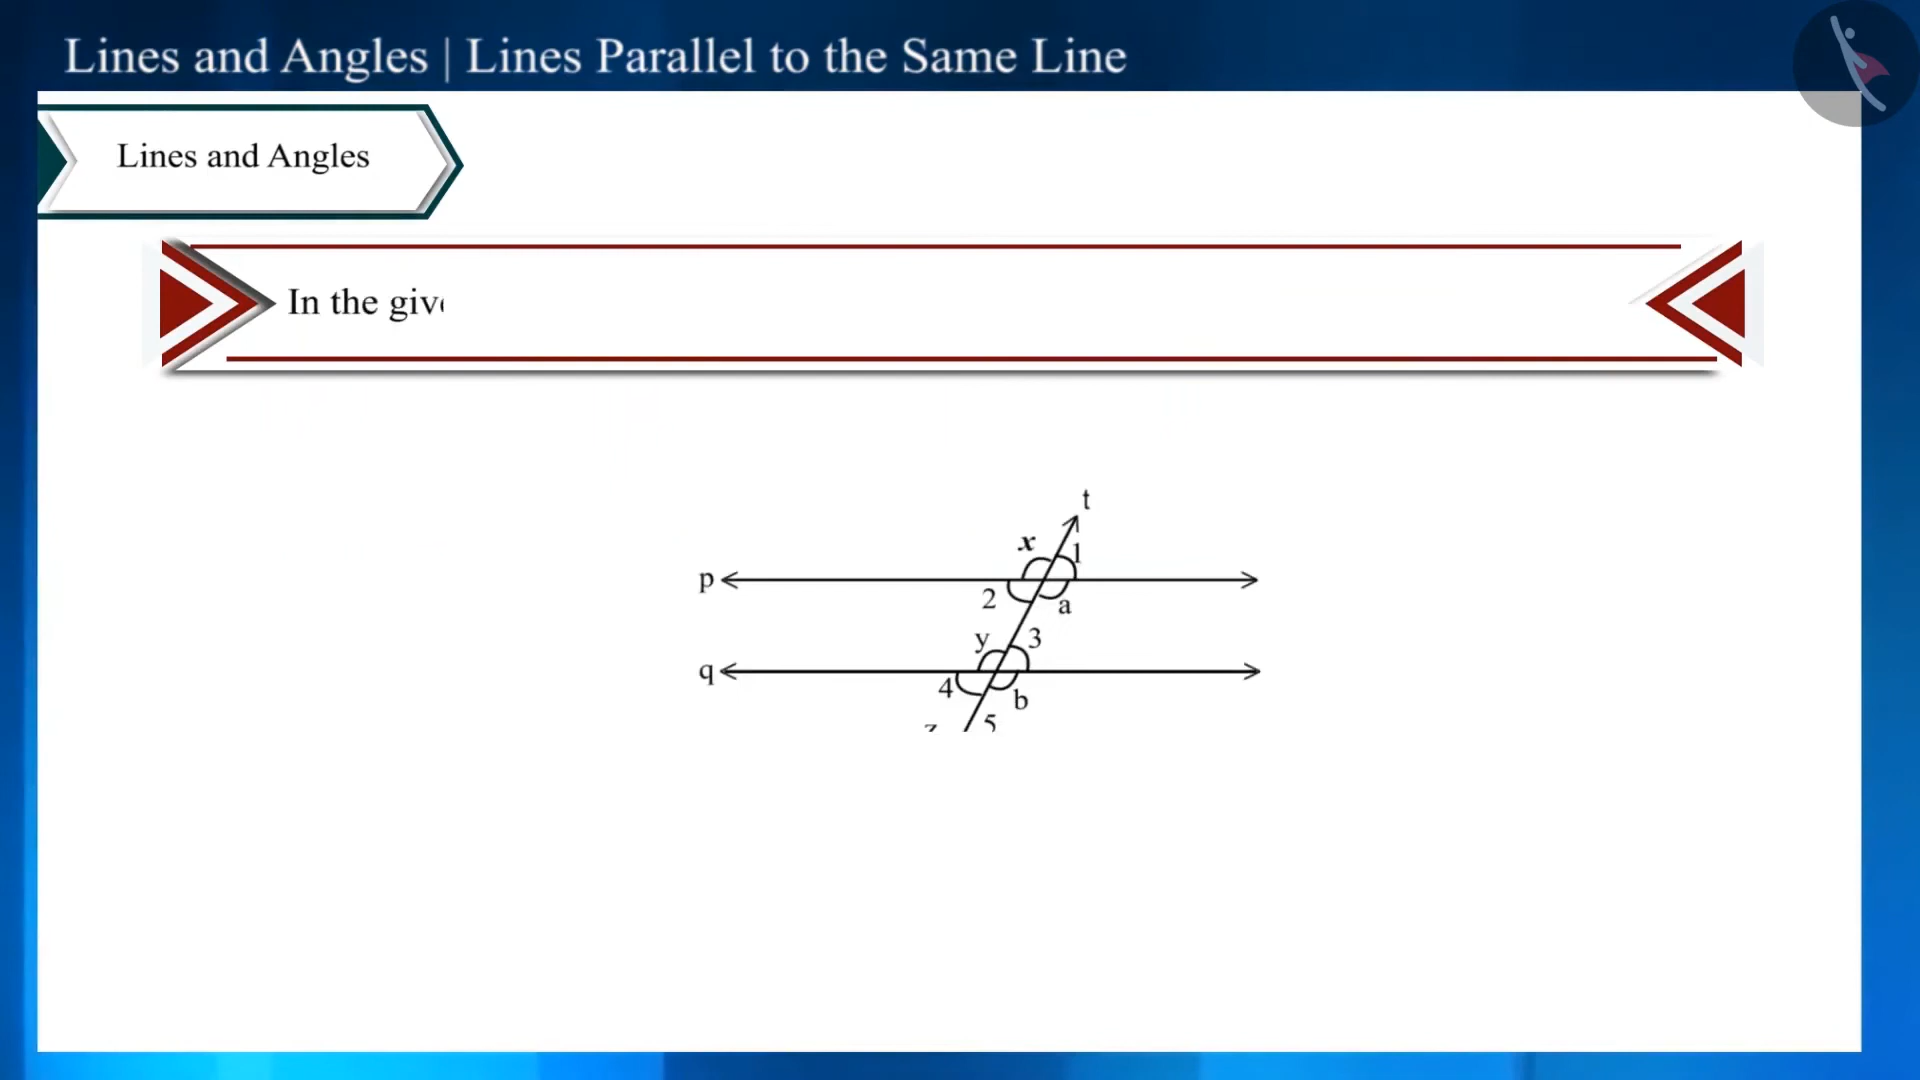 Lines and Angles | Lines Parallel to the Same Line
Lines and Angles
In the giv
t
x 1
p
2 a
y 3
q
4 b
5